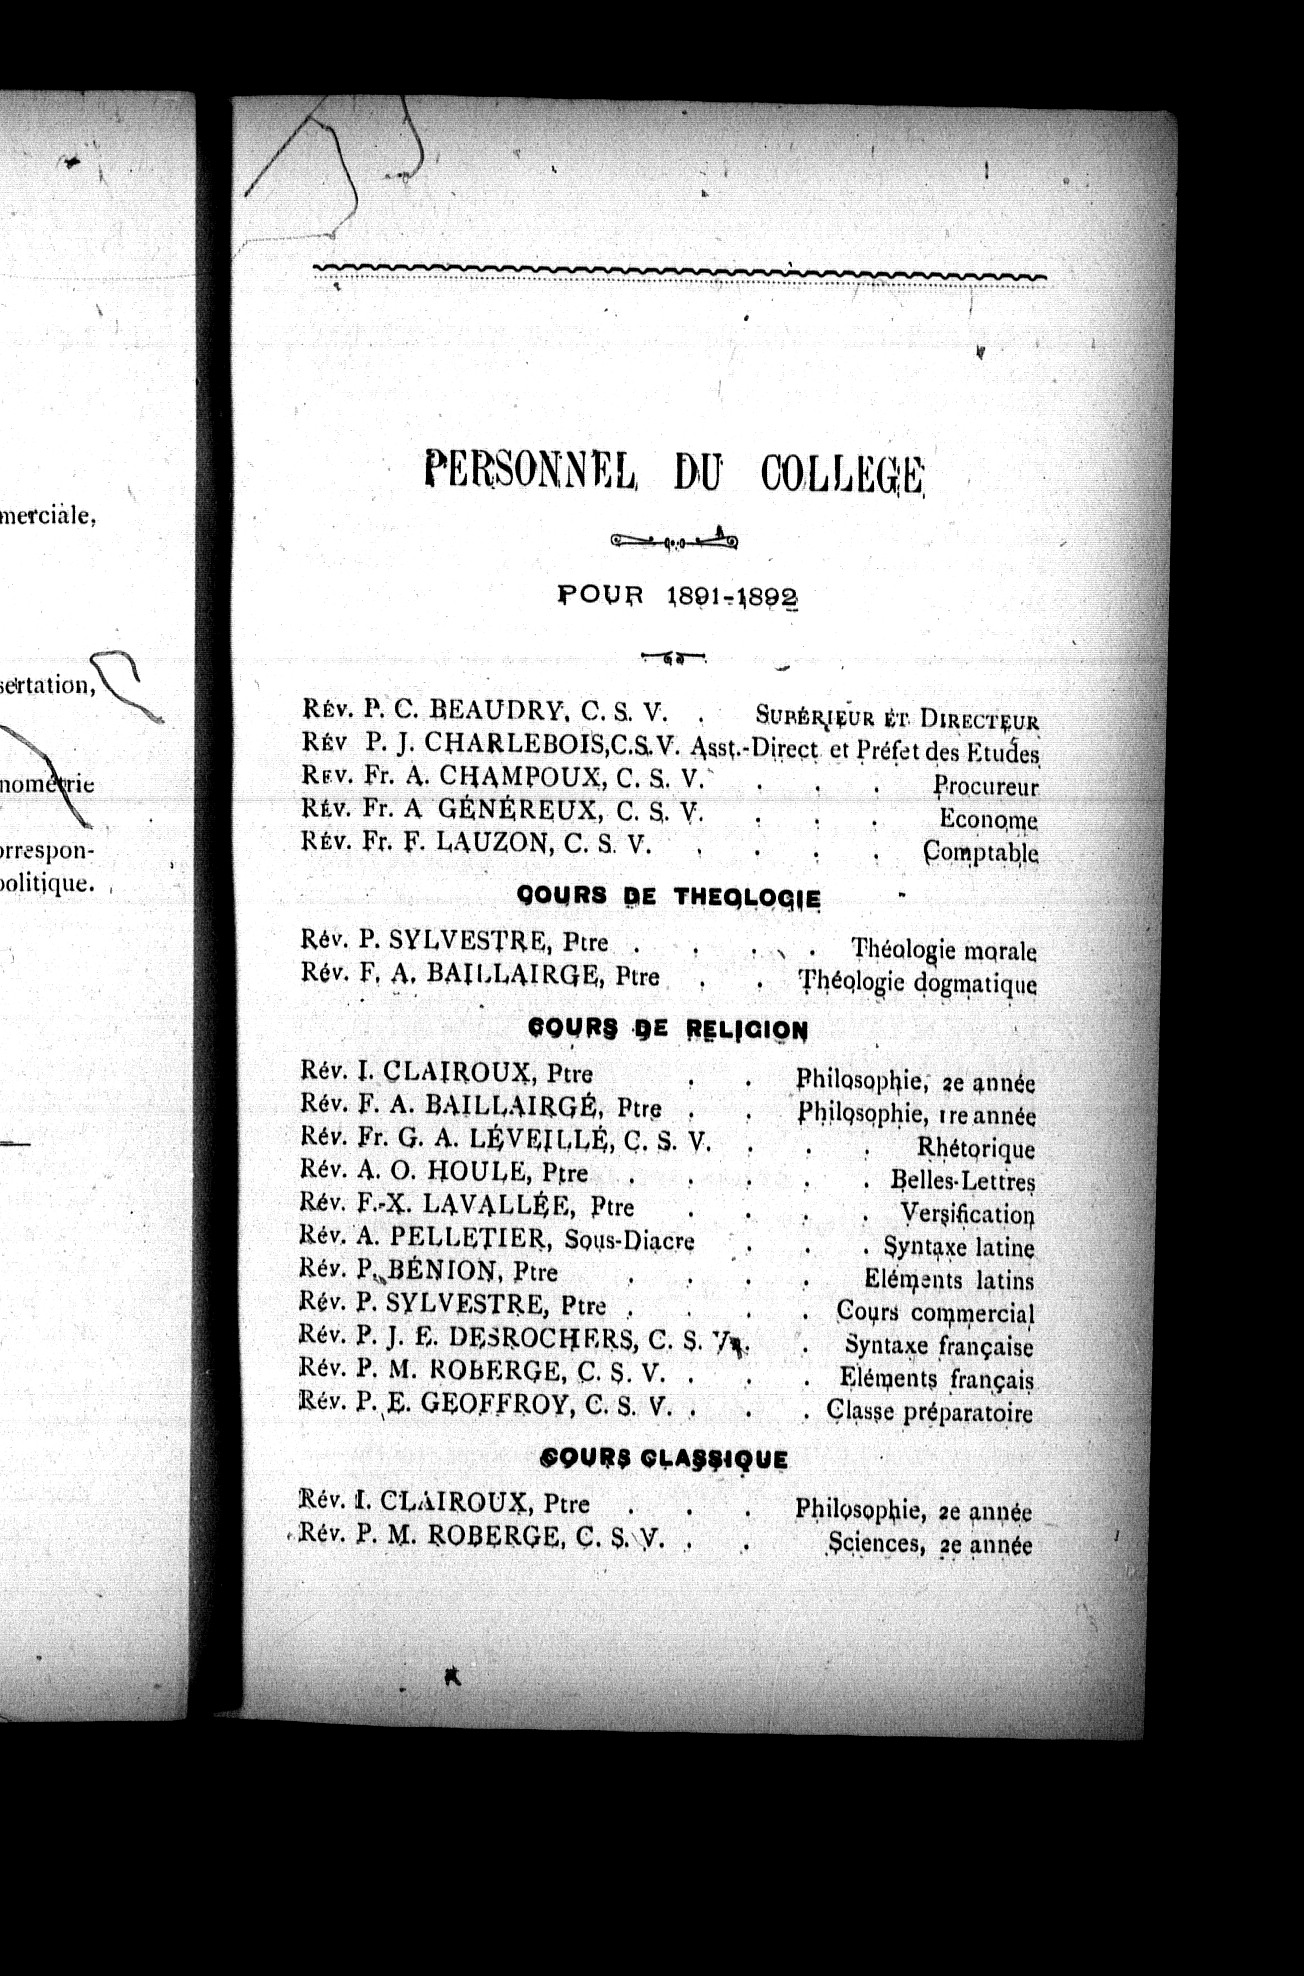 merciale,
sertation,
nométrie
orrespon-
politique.
PERSONNEL DU COLLEGE
POUR 1891-1892
Rév. P. C. BEAUDRY, C. S. V. . SUPÉRIEUR ET DIRECTEUR
Rév P. J. CHARLEBOIS, C.S.V. Asst.-Direct et Préfet des Etudes
Rev. Fr. A. CHAMPOUX, C. S. V. . . . Procureur
Rév. Fr. A GÉNÉREUX, C. S. V. . . . Econome
Rév. Fr. F. LAUZON, C. S. V. . . . . Comptable
COURS DE THEOLOGIE
Rév. P. SYLVESTRE, Ptre . . . . Théologie morale
Rév. F. A. BAILLAIRGE, Ptre . . Théologie dogmatique
COURS DE RELIGION
Rév. I. CLAIROUX, Ptre . . Philosophie, 2e année
Rév. F. A. BAILLAIRGÉ, Ptre . . Philosophie, 1re année
Rév. Fr. G. A. LÉVEILLÉ, C. S. V. . . . Rhétorique
Rév. A. O. HOULE, Ptre . . . . . Belles-Lettres
Rév. F.-X. LAVALLÉE, Ptre . . . . Versification
Rév. A. PELLETIER, Sous-Diacre . . . Syntaxe latine
Rév. P. BÉNION, Ptre . . . . Eléments latins
Rév. P. SYLVESTRE, Ptre . . . . Cours commercial
Rév. P. J. E. DESROCHERS, C. S. V. . Syntaxe française
Rév. P. M. ROBERGE, C. S. V. . . . Eléments français
Rév. P. E. GEOFFROY, C. S. V. . . . Classe préparatoire
COURS CLASSIQUE
Rév. I. CLAIROUX, Ptre . . . Philosophie, 2e année
Rév. P. M. ROBERGE, C. S. V. . . Sciences, 2e année